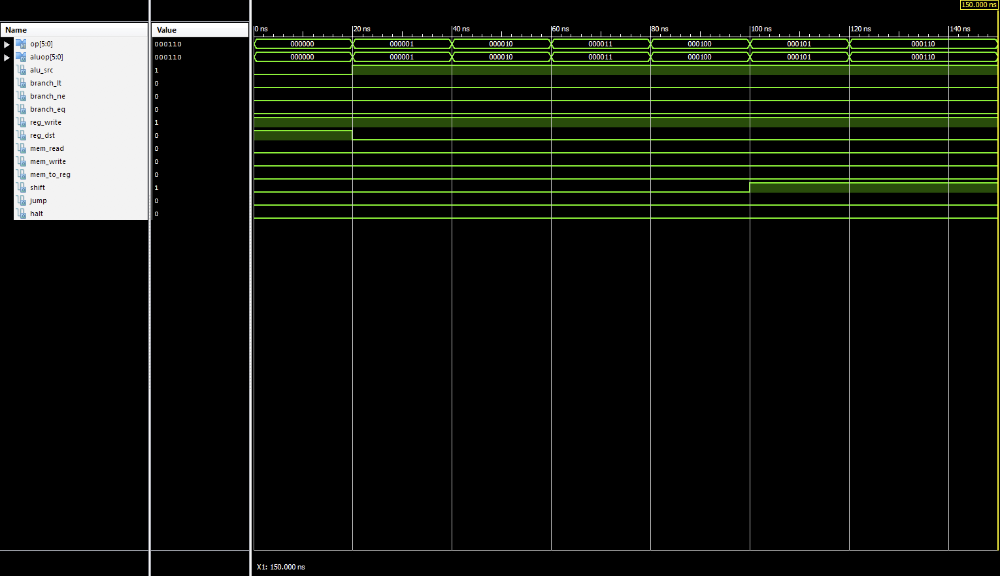 150.000 ns
Name Value 0 ns 20 ns 40 ns 60 ns 80 ns 100 ns 120 ns 140 ns
op[5:0] 000110 000000 000001 000010 000011 000100 000101 000110
aluop[5:0] 000110 000000 000001 000010 000011 000100 000101 000110
alu_src 1
branch_lt 0
branch_ne 0
branch_eq 0
reg_write 1
reg_dst 0
mem_read 0
mem_write 0
mem_to_reg 0
shift 1
jump 0
halt 0
X1: 150.000 ns